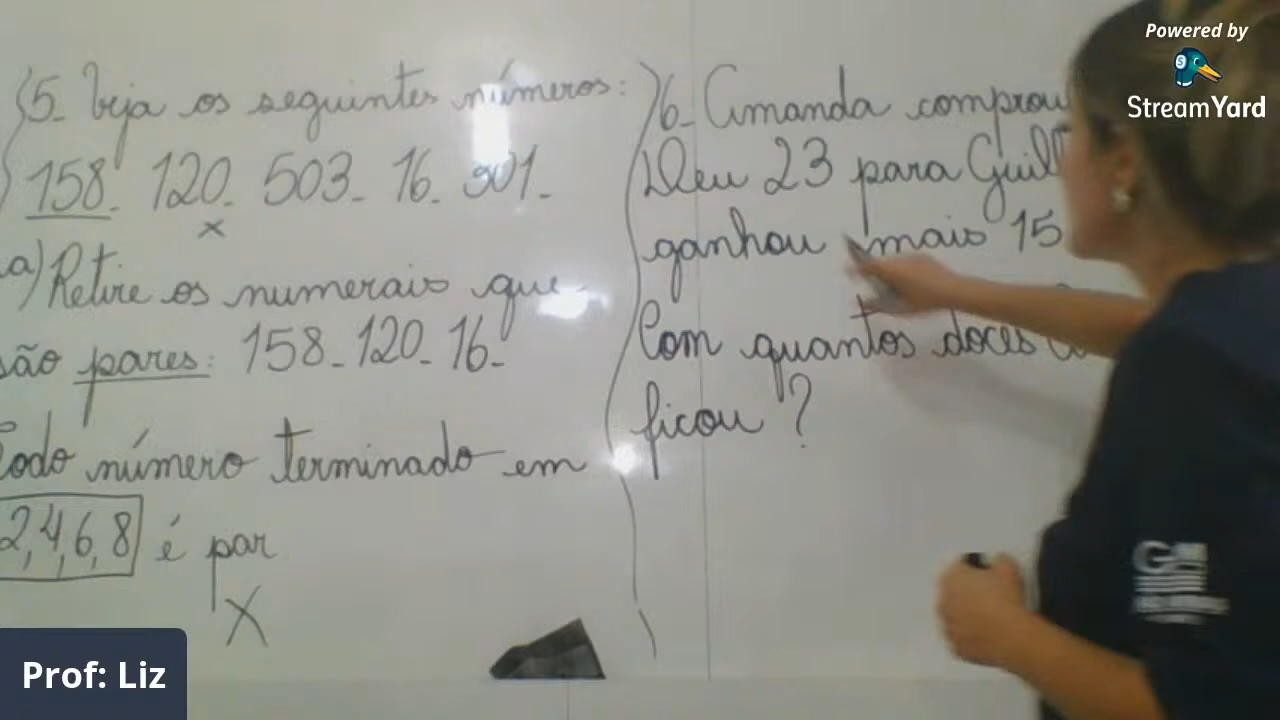 5- Veja os seguintes números:
158- 120- 503- 16- 901-
x
a) Retire os numerais que
são pares: 158- 120- 16-
Todo número terminado em
2,4,6,8 é par
X
6- Amanda comprou
Deu 23 para
ganhou mais 15
Com quantos doces
ficou?
Powered by
StreamYard
Prof: Liz